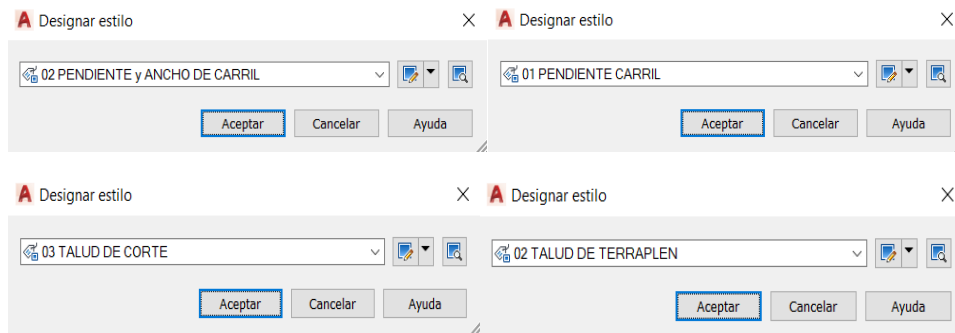 Designar estilo
02 PENDIENTE y ANCHO DE CARRIL
Aceptar Cancelar Ayuda
Designar estilo
01 PENDIENTE CARRIL
Aceptar Cancelar Ayuda
Designar estilo
03 TALUD DE CORTE
Aceptar Cancelar Ayuda
Designar estilo
02 TALUD DE TERRAPLEN
Aceptar Cancelar Ayuda